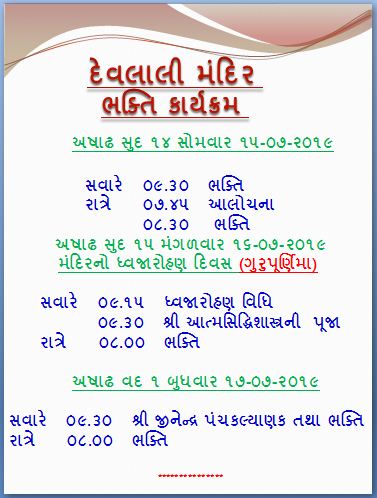 દેવલાલી મંદિર
ભક્તિ કાર્યક્રમ
અષાઢ સુદ ૧૪ સોમવાર ૧૫-૦૭-૨૦૧૯
સવારે ૦૯.૩૦ ભક્તિ
રાત્રે ૦૭.૪૫ આલોચના
૦૮.૩૦ ભક્તિ
અષાઢ સુદ ૧૫ મંગળવાર ૧૬-૦૭-૨૦૧૯
મંદિરનો ધ્વજારોહણ દિવસ (ગુરુપૂર્ણિમા)
સવારે ૦૯.૧૫ ધ્વજારોહણ વિધિ
૦૯.૩૦ શ્રી આત્મસિદ્ધિશાસ્ત્રની પૂજા
રાત્રે ૦૮.૦૦ ભક્તિ
અષાઢ વદ ૧ બુધવાર ૧૭-૦૭-૨૦૧૯
સવારે ૦૯.૩૦ શ્રી જીનેન્દ્ર પંચકલ્યાણક તથા ભક્તિ
રાત્રે ૦૮.૦૦ ભક્તિ
***************